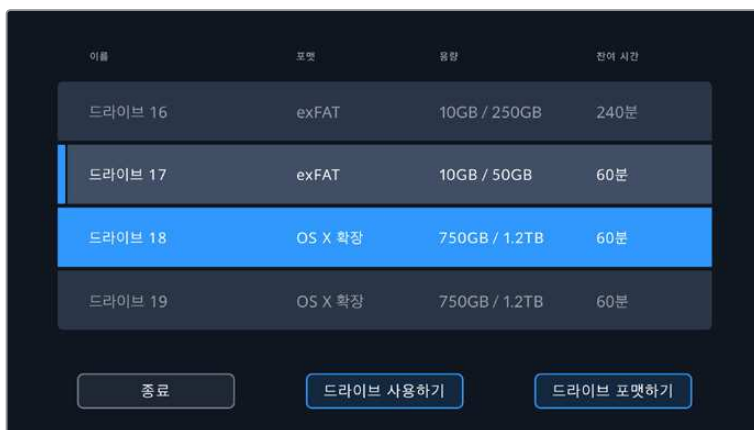 이름 포맷 용량 잔여 시간
드라이브 16 exFAT 10GB / 250GB 240분
드라이브 17 exFAT 10GB / 50GB 60분
드라이브 18 OS X 확장 750GB / 1.2TB 60분
드라이브 19 OS X 확장 750GB / 1.2TB 60분
종료 드라이브 사용하기 드라이브 포맷하기